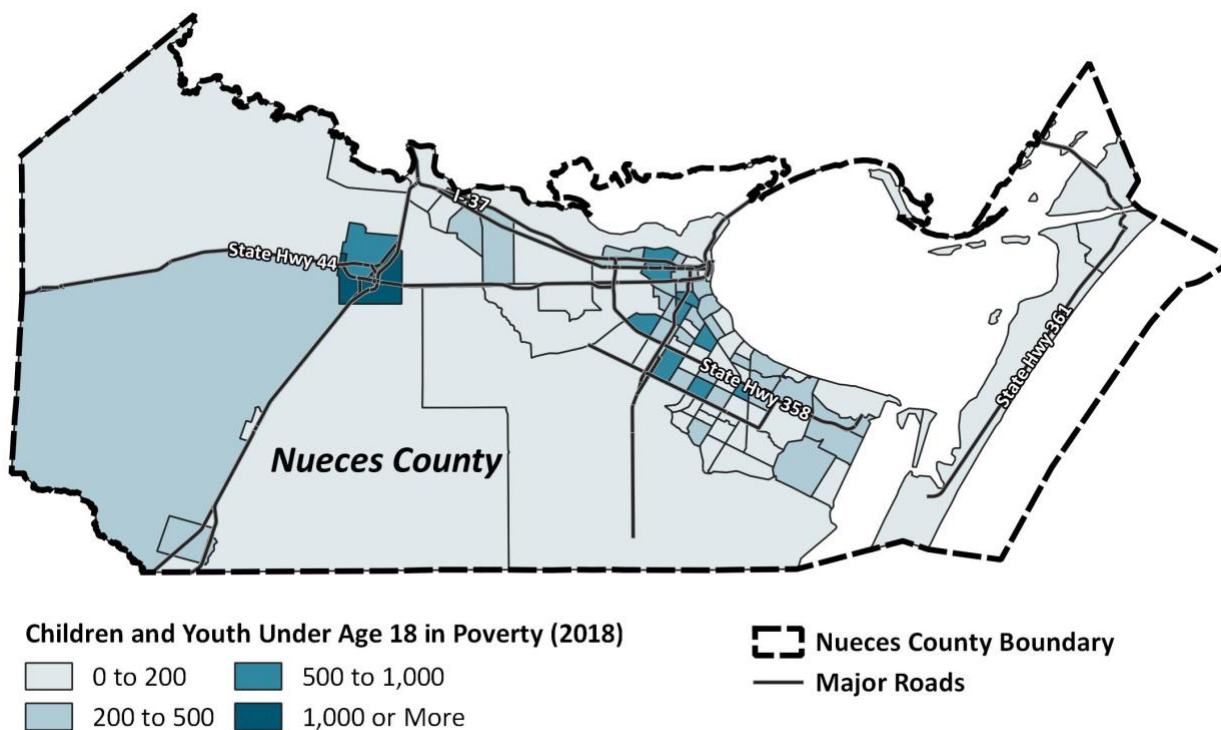 I-37
State Hwy 44
State Hwy 361
State Hwy 358
Nueces County
Children and Youth Under Age 18 in Poverty (2018)
0 to 200
500 to 1,000
200 to 500
1,000 or More
Nueces County Boundary
Major Roads